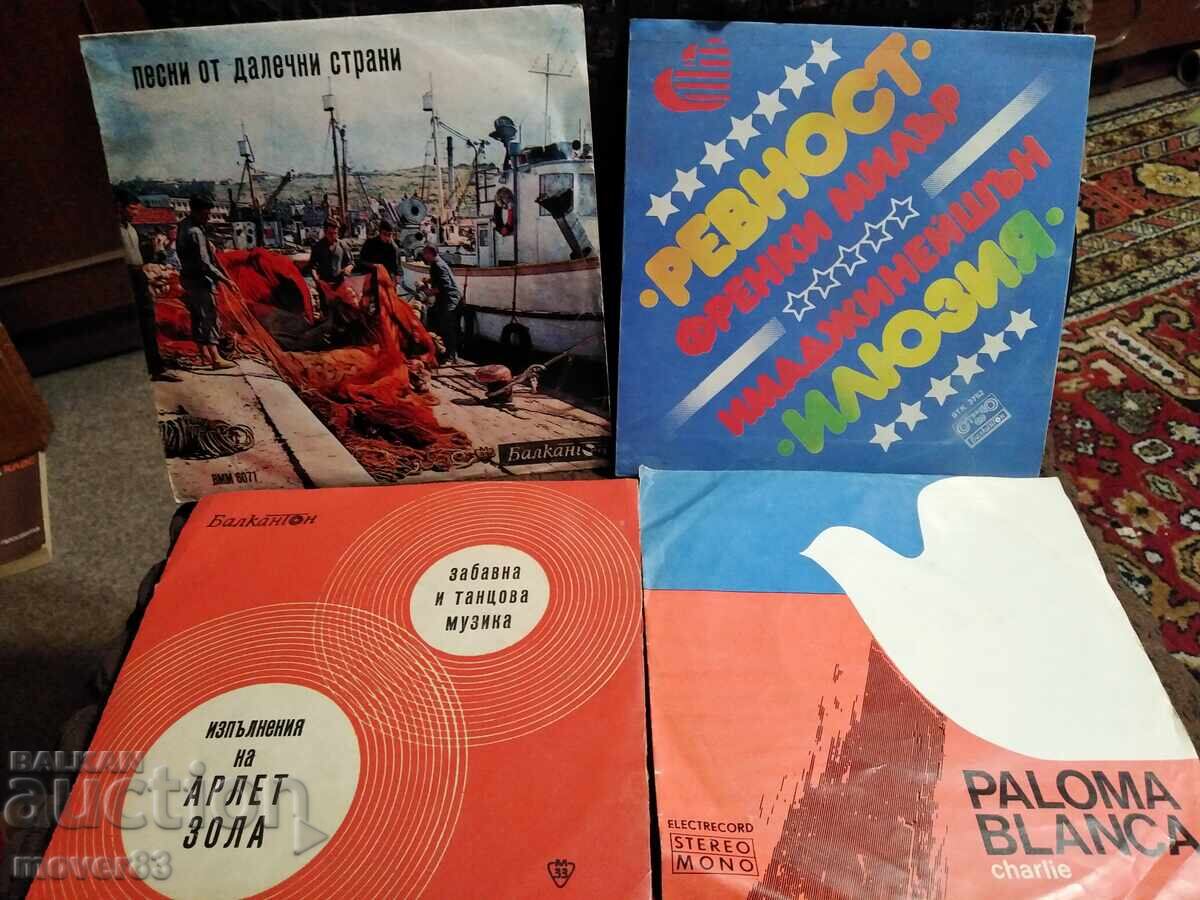 песни от далечни страни
Балкантон
ВММ 6071
РЕВНОСТ
ФРЕНКИ МИЛЪР
ИМАДЖИНЕЙШЪН
ИЛЮЗИЯ
Балкантон
забавна
и танцова
музика
изпълнения
на
АРЛЕТ
ЗОЛА
М
33
PALOMA
BLANCA
charlie
ELECTRECORD
STEREO
MONO
BALKAN
auction
mover83